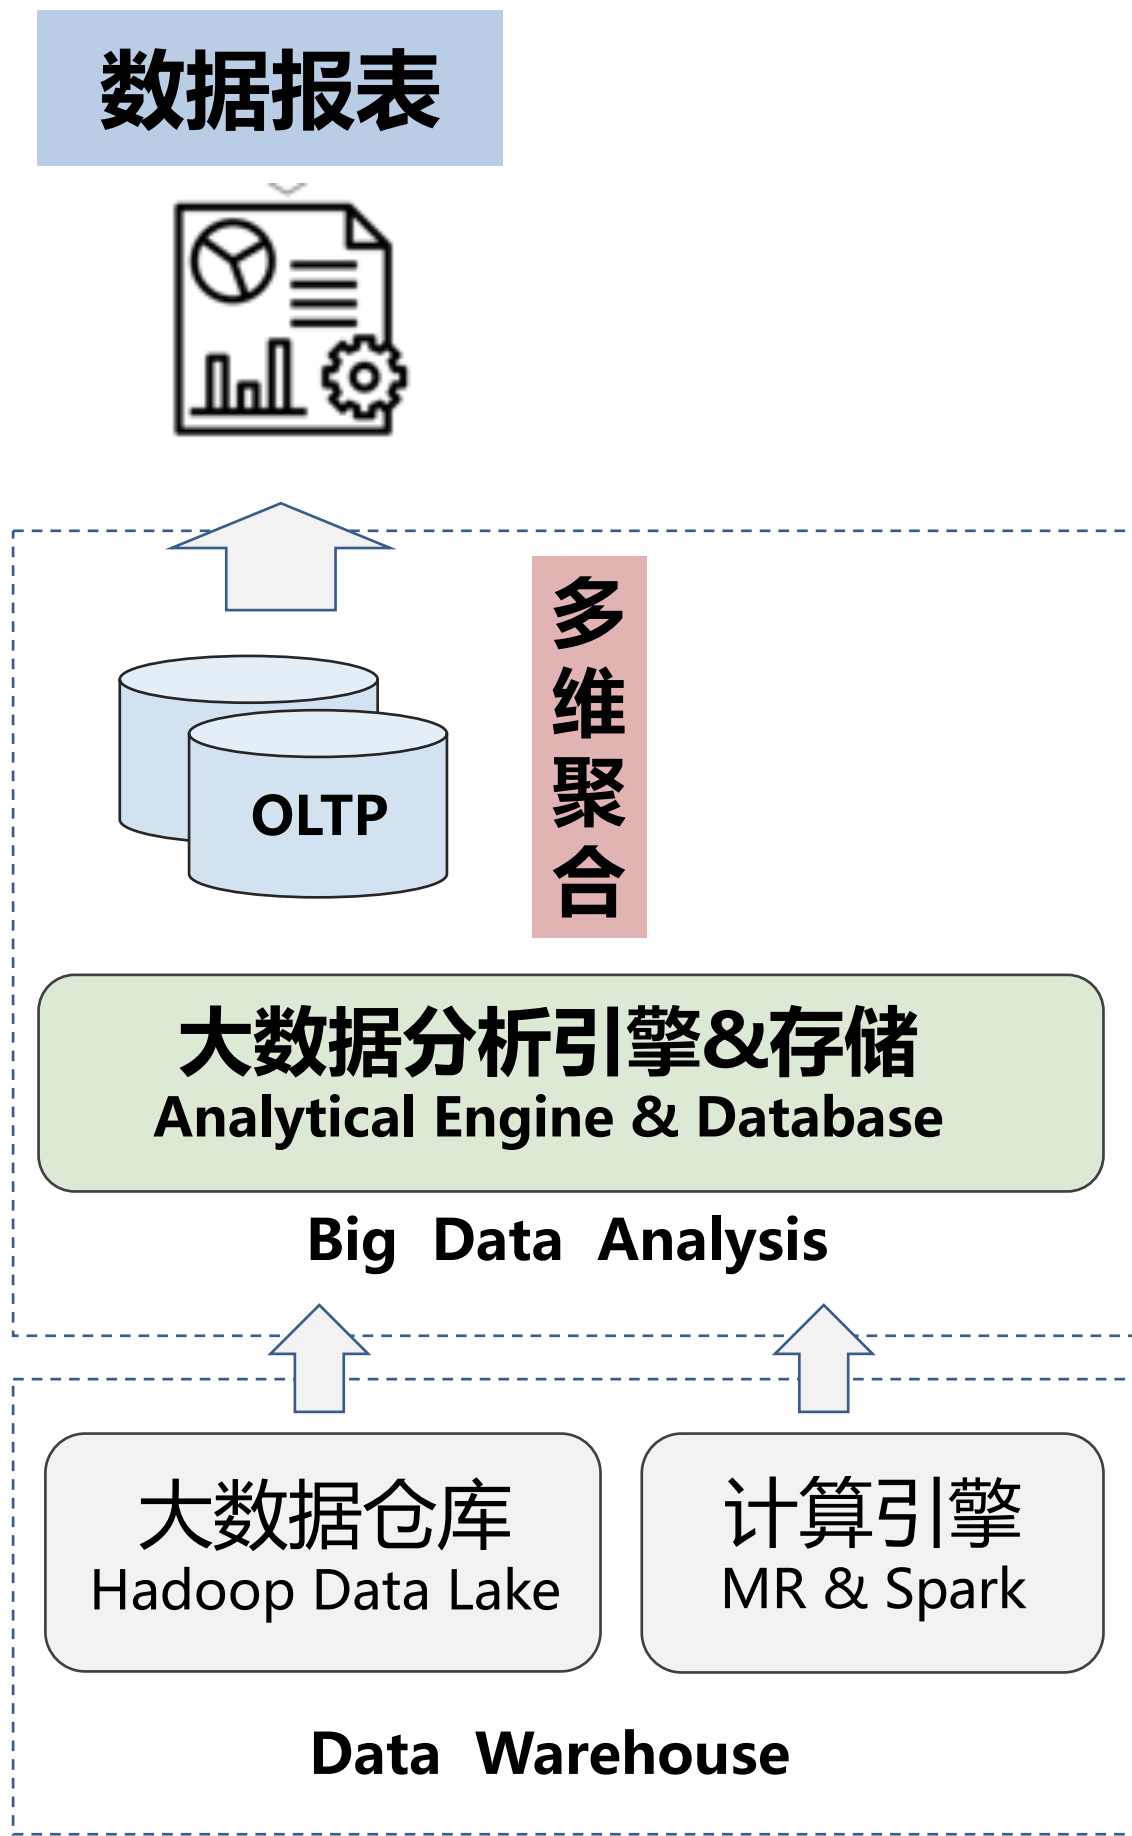 数据报表
多
维
聚
合
OLTP
大数据分析引擎&存储
Analytical Engine & Database
Big Data Analysis
大数据仓库
Hadoop Data Lake
计算引擎
MR & Spark
Data Warehouse